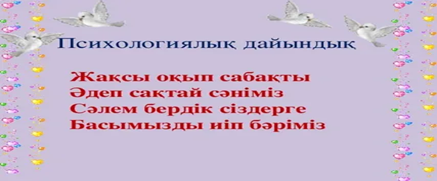 Психологиялық дайындық
Жақсы оқып сабақты
Әдеп сақтай сәніміз
Сәлем бердік сіздерге
Басымызды иіп бәріміз